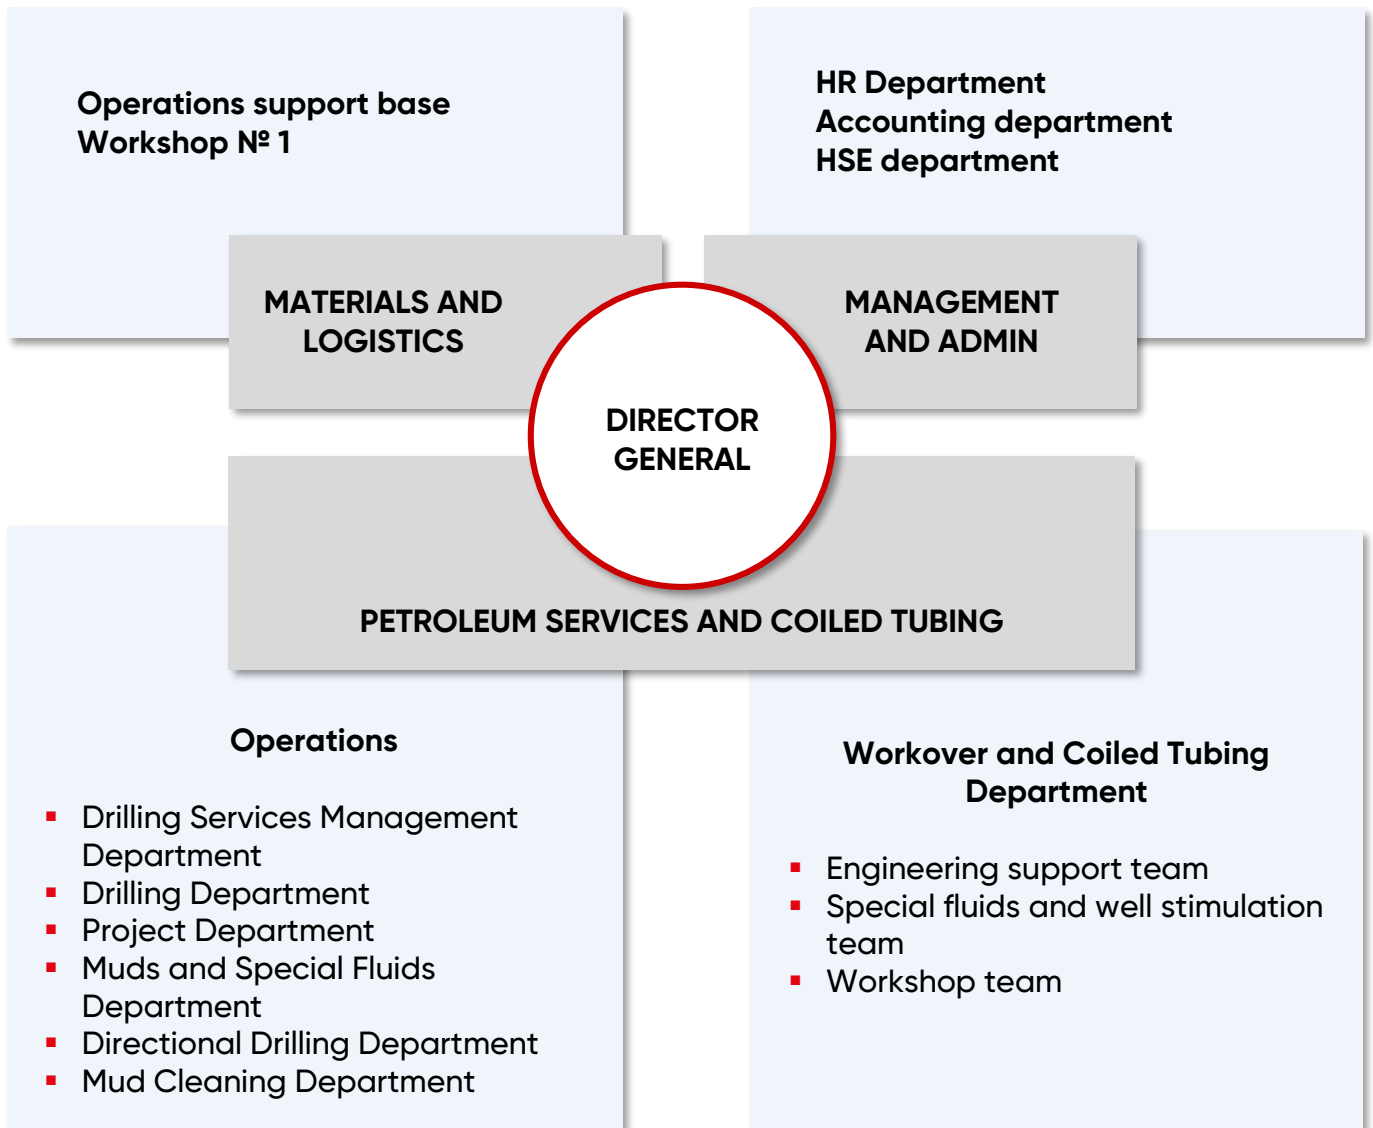 Operations support base
Workshop № 1
HR Department
Accounting department
HSE department
MATERIALS AND
LOGISTICS
MANAGEMENT
AND ADMIN
DIRECTOR
GENERAL
PETROLEUM SERVICES AND COILED TUBING
Operations
▪ Drilling Services Management
Department
▪ Drilling Department
▪ Project Department
▪ Muds and Special Fluids
Department
▪ Directional Drilling Department
▪ Mud Cleaning Department
Workover and Coiled Tubing
Department
▪ Engineering support team
▪ Special fluids and well stimulation
team
▪ Workshop team